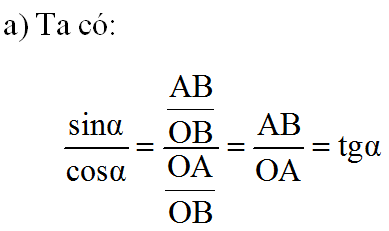 a) Ta có:
sinα/cosα = (AB/OB)/(OA/OB) = AB/OA = tgα